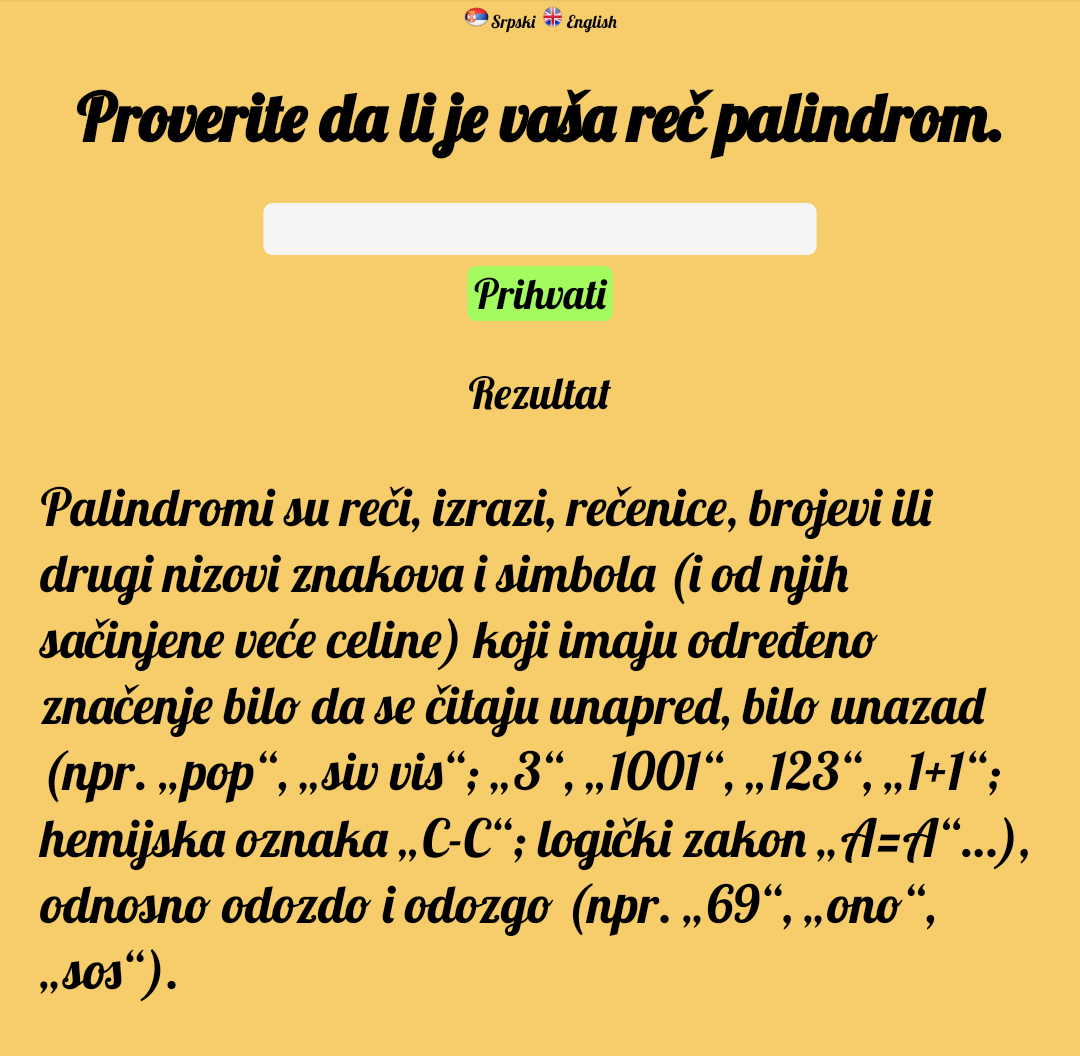 Srpski English
Proverite da li je vaša reč palindrom.
Prihvati
Rezultat
Palindromi su reči, izrazi, rečenice, brojevi ili
drugi nizovi znakova i simbola (i od njih
sačinjene veće celine) koji imaju određeno
značenje bilo da se čitaju unapred, bilo unazad
(npr. „pop“, „siv vis“; „3“, „1001“, „123“, „1+1“;
hemijska oznaka „C-C“; logički zakon „A=A“...),
odnosno odozdo i odozgo (npr. „69“, „ono“,
„sos“).